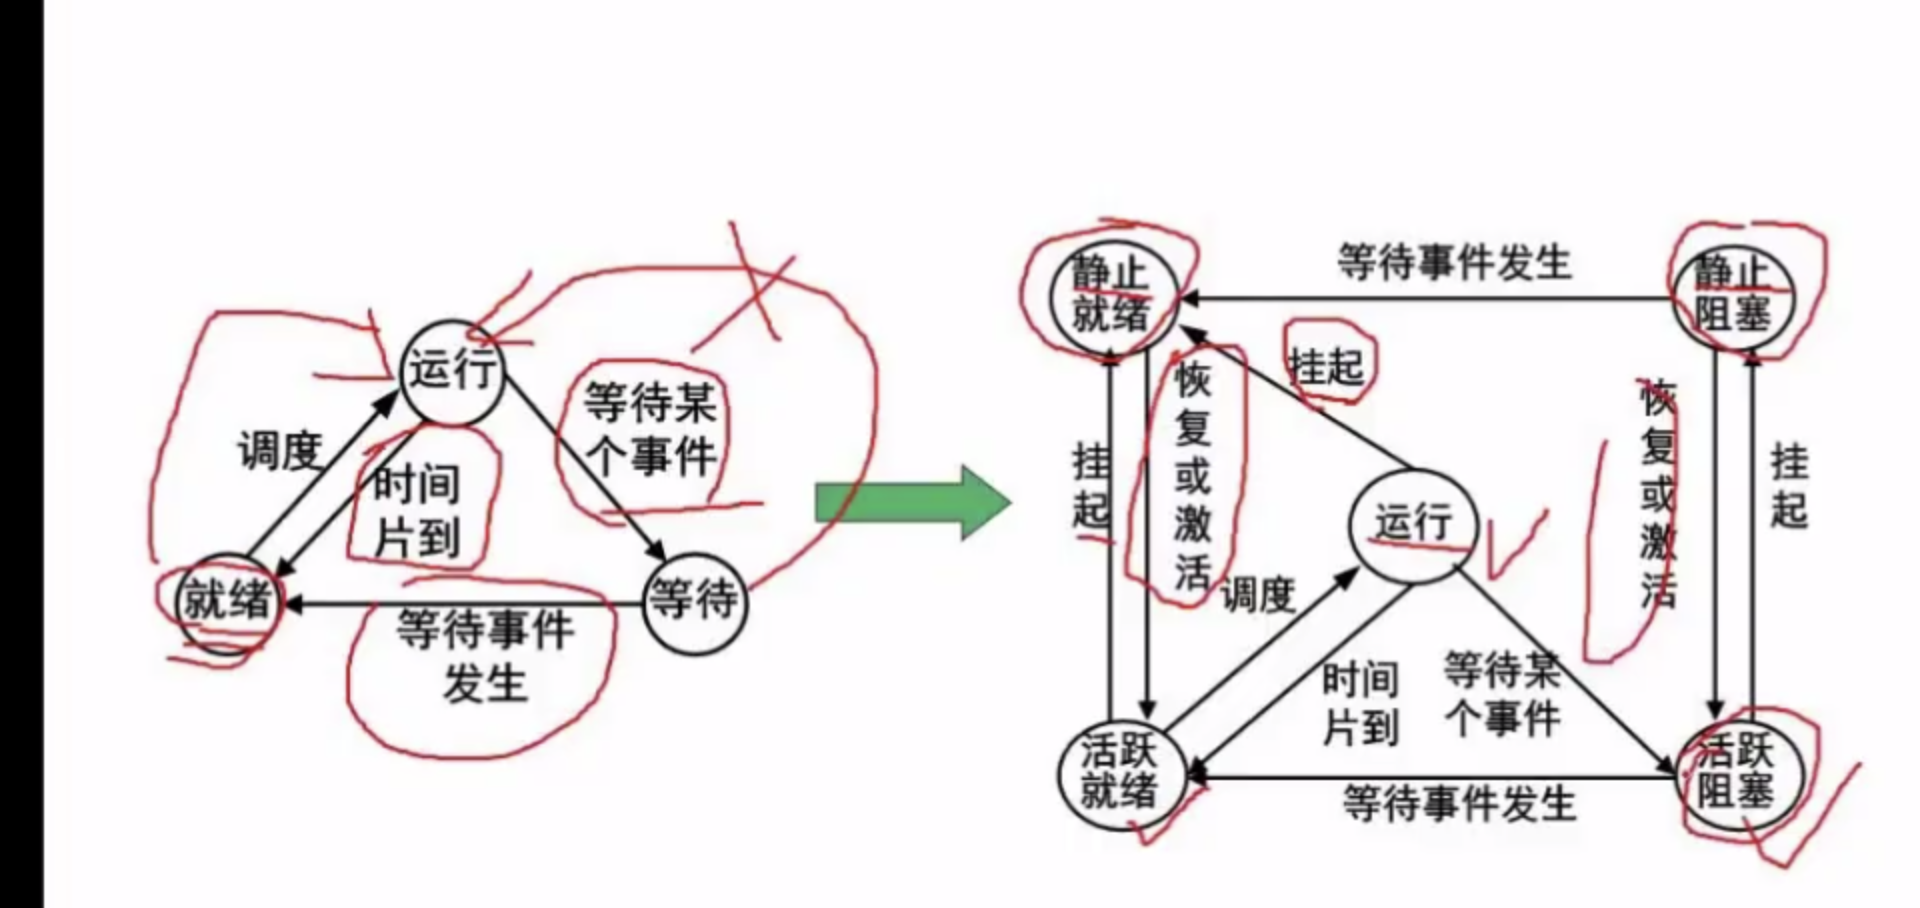 运行
调度
时间
片到
等待某
个事件
就绪
等待
等待事件
发生
静止
就绪
等待事件发生
静止
阻塞
挂起
挂
起
恢
复
或
激
活
恢
复
或
激
活
挂
起
运行
调度
时间
片到
等待某
个事件
活跃
就绪
等待事件发生
活跃
阻塞